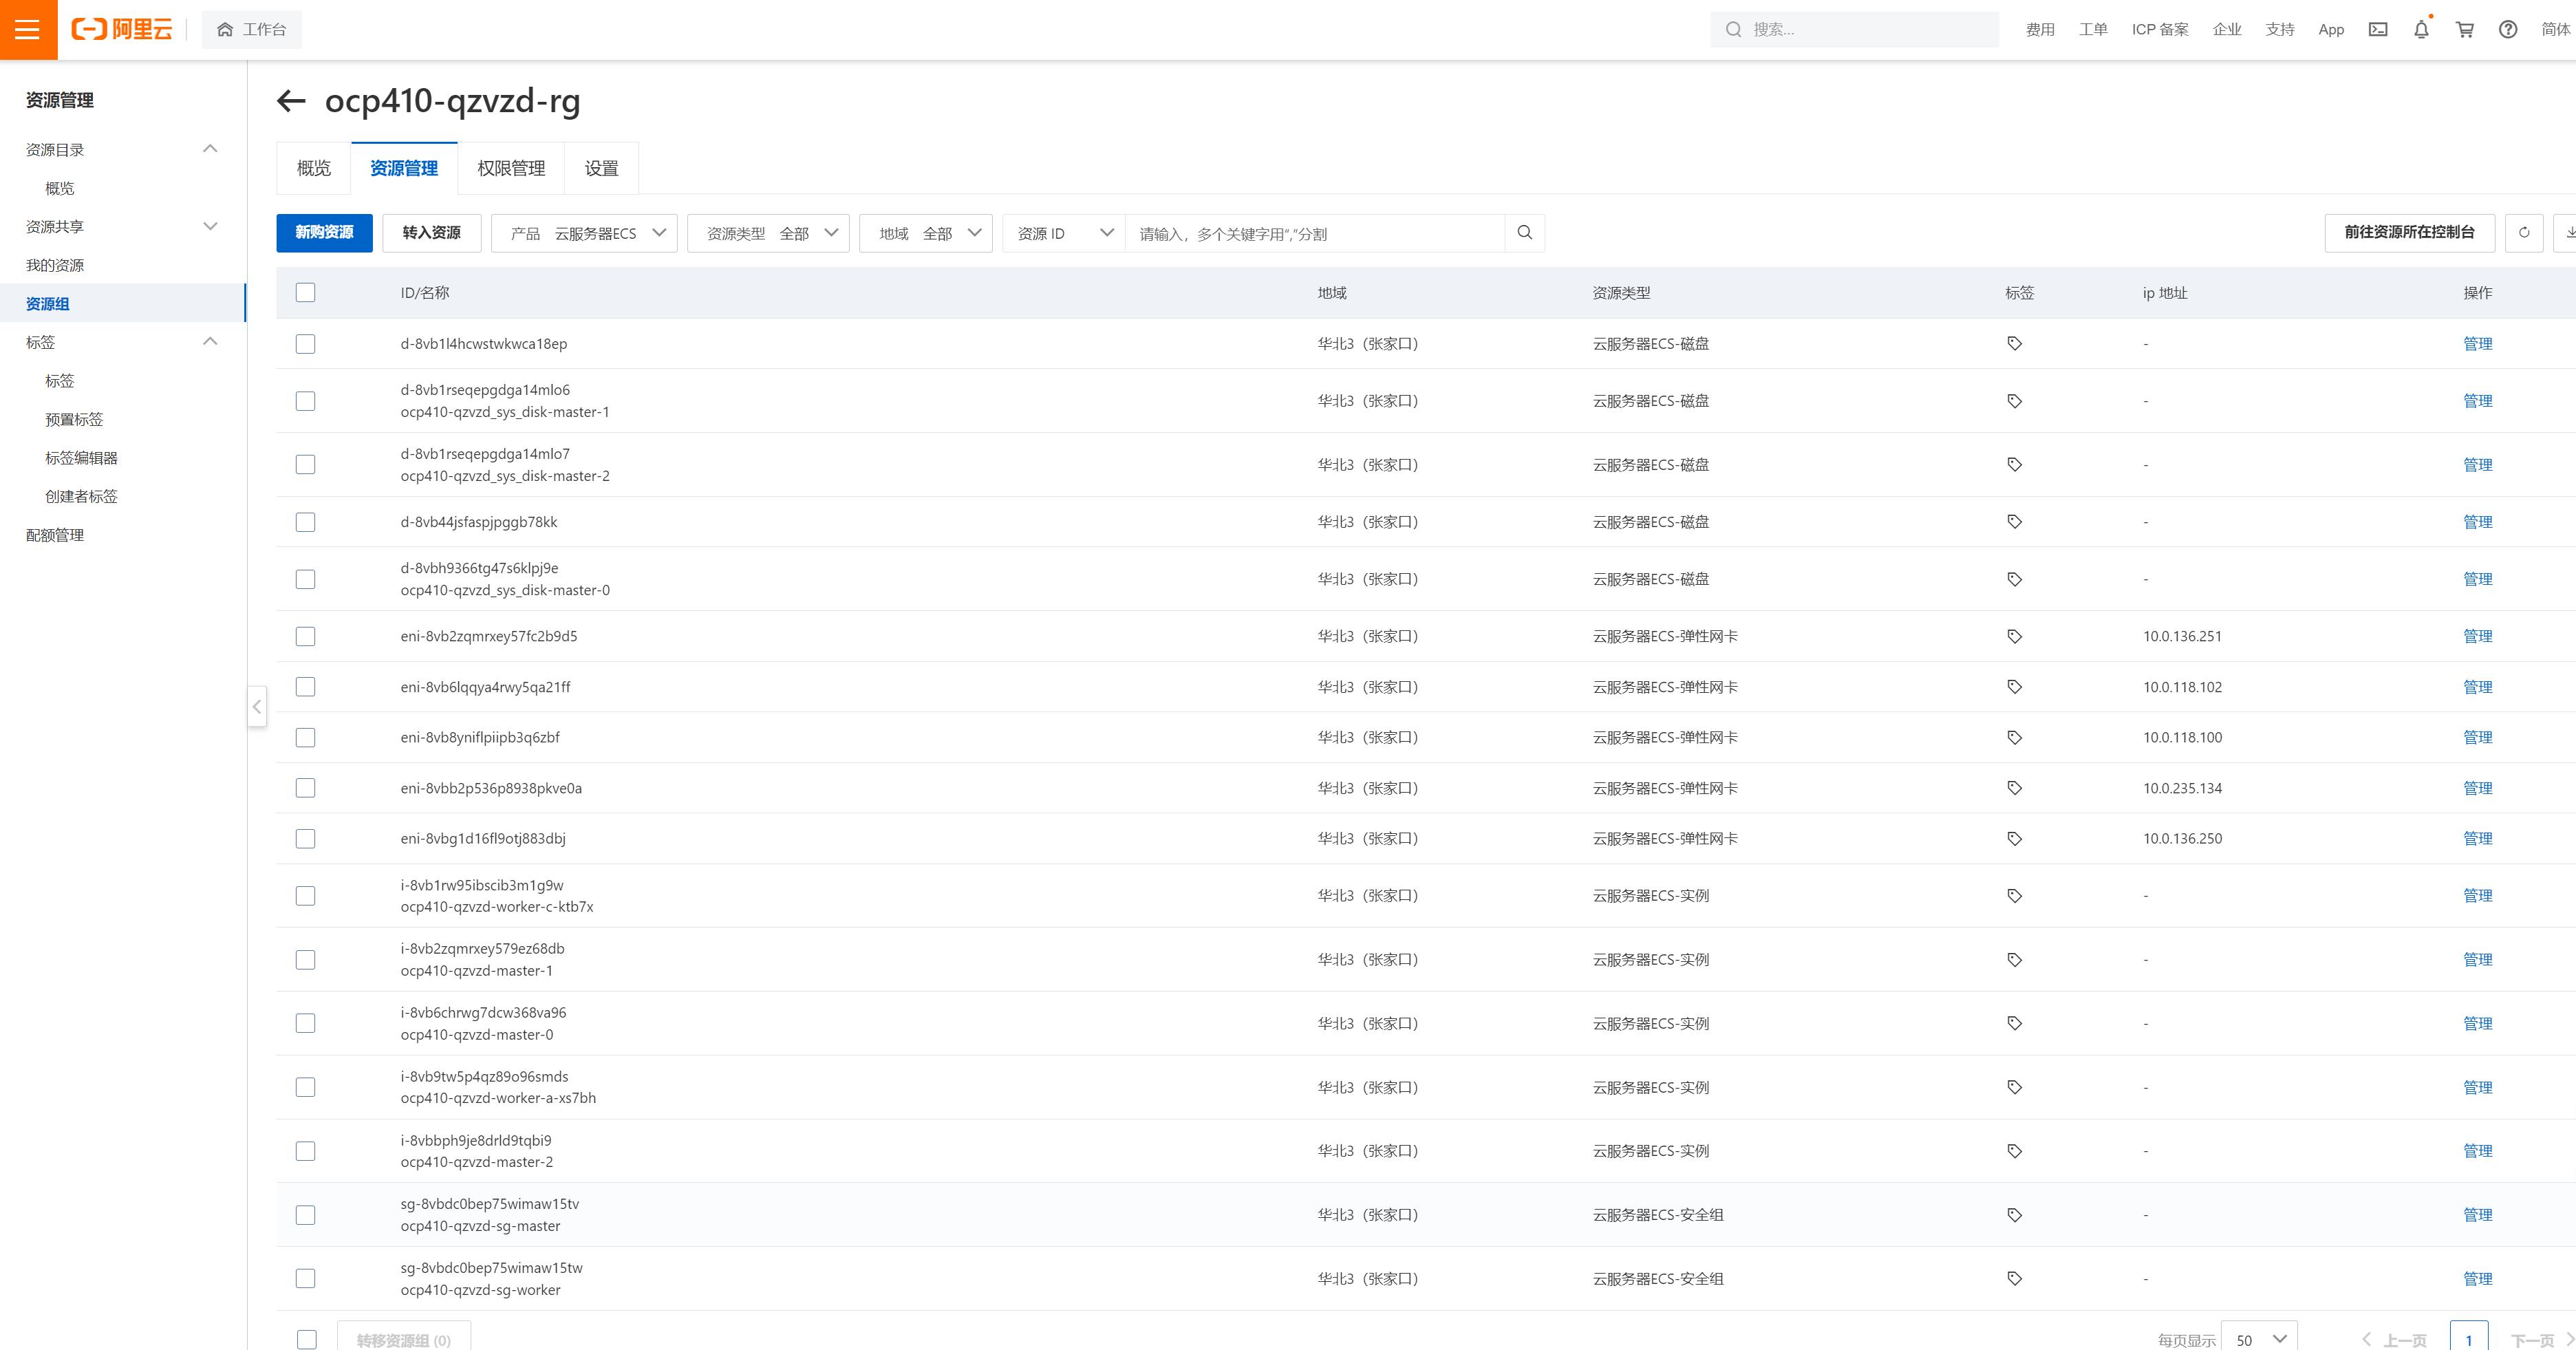 阿里云
工作台
搜索...
费用
工单
ICP 备案
企业
支持
App
简体
资源管理
资源目录
概览
资源共享
我的资源
资源组
标签
标签
预置标签
标签编辑器
创建者标签
配额管理
ocp410-qzvzd-rg
概览
资源管理
权限管理
设置
新购资源
转入资源
产品 云服务器ECS
资源类型 全部
地域 全部
资源 ID
请输入，多个关键字用","分割
前往资源所在控制台
ID/名称 地域 资源类型 标签 ip 地址 操作
d-8vb1l4hcwstwkwca18ep 华北3（张家口） 云服务器ECS-磁盘 - 管理
d-8vb1rseqepgdga14mlo6
ocp410-qzvzd_sys_disk-master-1 华北3（张家口） 云服务器ECS-磁盘 - 管理
d-8vb1rseqepgdga14mlo7
ocp410-qzvzd_sys_disk-master-2 华北3（张家口） 云服务器ECS-磁盘 - 管理
d-8vb44jsfaspjpggb78kk 华北3（张家口） 云服务器ECS-磁盘 - 管理
d-8vbh9366tg47s6klpj9e
ocp410-qzvzd_sys_disk-master-0 华北3（张家口） 云服务器ECS-磁盘 - 管理
eni-8vb2zqmrxey57fc2b9d5 华北3（张家口） 云服务器ECS-弹性网卡 10.0.136.251 管理
eni-8vb6lqqya4rwy5qa21ff 华北3（张家口） 云服务器ECS-弹性网卡 10.0.118.102 管理
eni-8vb8yniflpiipb3q6zbf 华北3（张家口） 云服务器ECS-弹性网卡 10.0.118.100 管理
eni-8vbb2p536p8938pkve0a 华北3（张家口） 云服务器ECS-弹性网卡 10.0.235.134 管理
eni-8vbg1d16fl9otj883dbj 华北3（张家口） 云服务器ECS-弹性网卡 10.0.136.250 管理
i-8vb1rw95ibscib3m1g9w
ocp410-qzvzd-worker-c-ktb7x 华北3（张家口） 云服务器ECS-实例 - 管理
i-8vb2zqmrxey579ez68db
ocp410-qzvzd-master-1 华北3（张家口） 云服务器ECS-实例 - 管理
i-8vb6chrwg7dcw368va96
ocp410-qzvzd-master-0 华北3（张家口） 云服务器ECS-实例 - 管理
i-8vb9tw5p4qz89o96smds
ocp410-qzvzd-worker-a-xs7bh 华北3（张家口） 云服务器ECS-实例 - 管理
i-8vbbph9je8drld9tqbi9
ocp410-qzvzd-master-2 华北3（张家口） 云服务器ECS-实例 - 管理
sg-8vbdc0bep75wimaw15tv
ocp410-qzvzd-sg-master 华北3（张家口） 云服务器ECS-安全组 - 管理
sg-8vbdc0bep75wimaw15tw
ocp410-qzvzd-sg-worker 华北3（张家口） 云服务器ECS-安全组 - 管理
转移资源组 (0)
每页显示 50
上一页 1 下一页